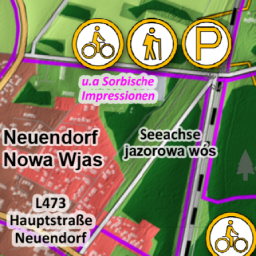 P
u.a Sorbische
Impressionen
Neuendorf
Nowa Wjas
Seeachse
jazorowa wós
L473
Hauptstraße
Neuendorf